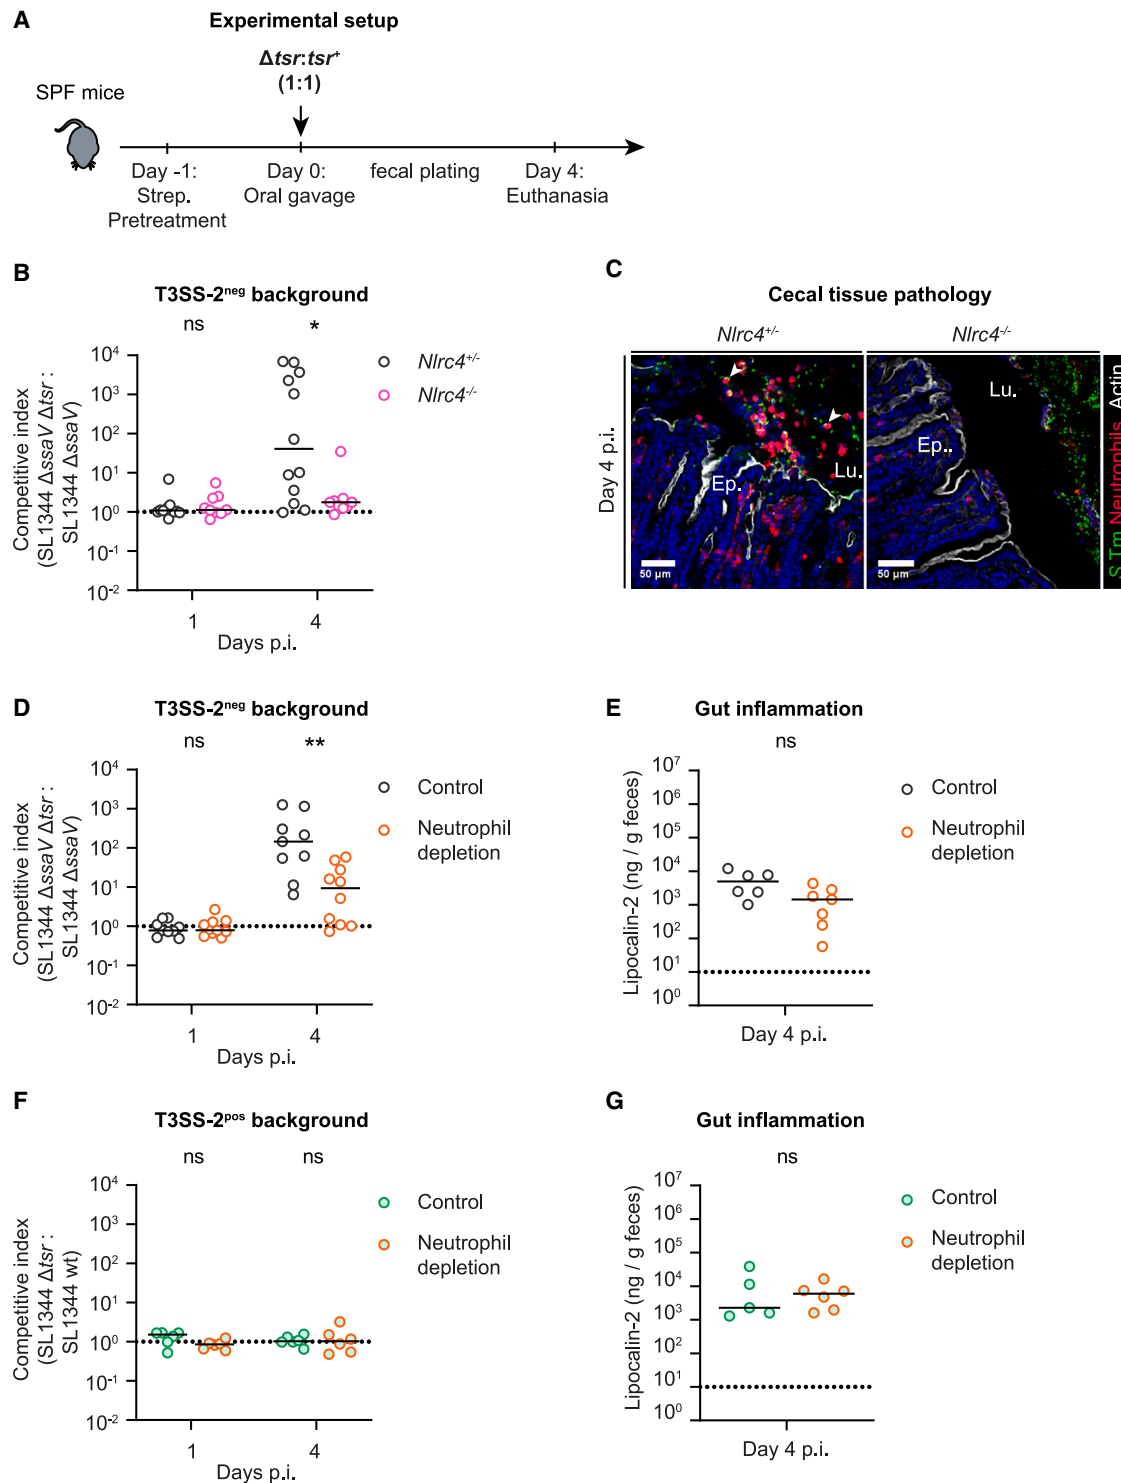 A
Experimental setup
Δtsr:tsr⁺
(1:1)
SPF mice
Day -1:
Strep.
Pretreatment
Day 0:
Oral gavage
fecal plating
Day 4:
Euthanasia
B
T3SS-2ⁿᵉᵍ background
ns
*
10⁴
10³
10²
10¹
10⁰
10⁻¹
10⁻²
Competitive index
(SL1344 ΔssaV Δtsr :
SL1344 ΔssaV)
1
4
Days p.i.
Nlrc4⁺/⁻
Nlrc4⁻/⁻
C
Cecal tissue pathology
Nlrc4⁺/⁻
Nlrc4⁻/⁻
Day 4 p.i.
Lu.
Ep.
50 µm
Lu.
Ep..
50 µm
S.Tm Neutrophils Actin
D
T3SS-2ⁿᵉᵍ background
ns
**
10⁴
10³
10²
10¹
10⁰
10⁻¹
10⁻²
Competitive index
(SL1344 ΔssaV Δtsr :
SL1344 ΔssaV)
1
4
Days p.i.
Control
Neutrophil
depletion
E
Gut inflammation
ns
10⁷
10⁶
10⁵
10⁴
10³
10²
10¹
10⁰
Lipocalin-2 (ng / g feces)
Day 4 p.i.
Control
Neutrophil
depletion
F
T3SS-2ᵖᵒˢ background
ns
ns
10⁴
10³
10²
10¹
10⁰
10⁻¹
10⁻²
Competitive index
(SL1344 Δtsr :
SL1344 wt)
1
4
Days p.i.
Control
Neutrophil
depletion
G
Gut inflammation
ns
10⁷
10⁶
10⁵
10⁴
10³
10²
10¹
10⁰
Lipocalin-2 (ng / g feces)
Day 4 p.i.
Control
Neutrophil
depletion